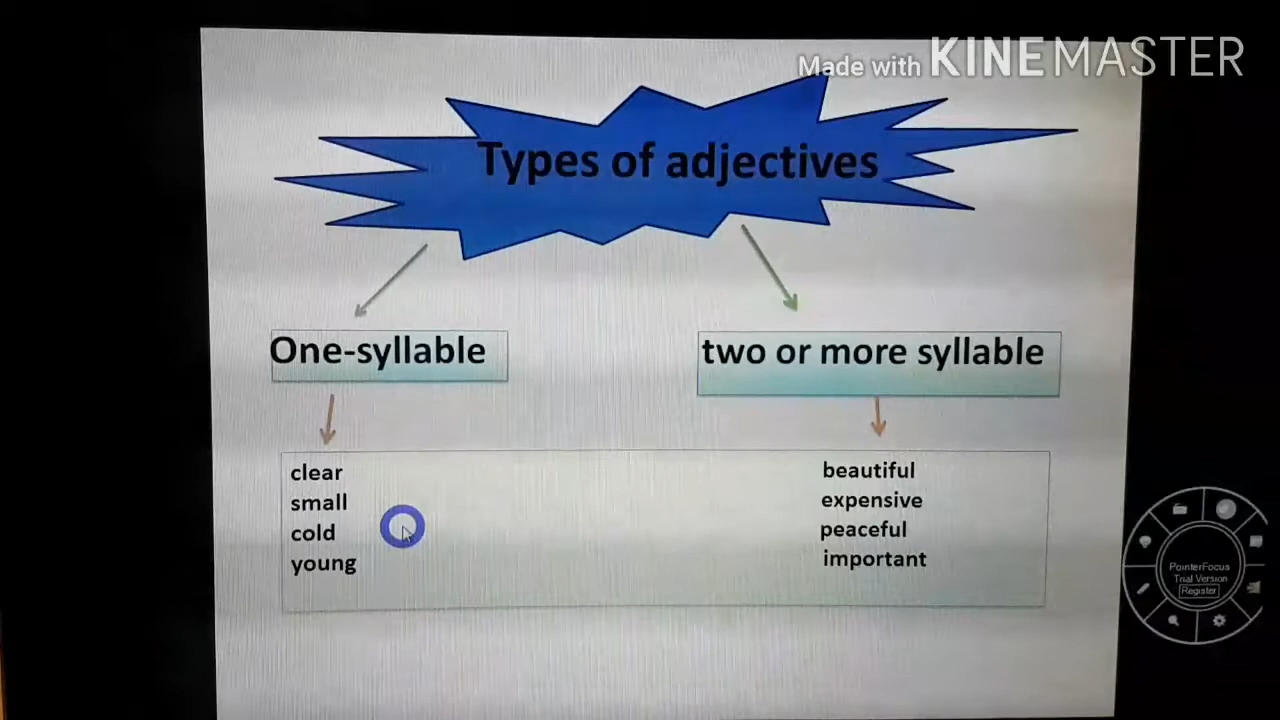 Made with KINEMASTER
Types of adjectives
One-syllable
two or more syllable
clear
small
cold
young
beautiful
expensive
peaceful
important
PointerFocus
Trial Version
Register